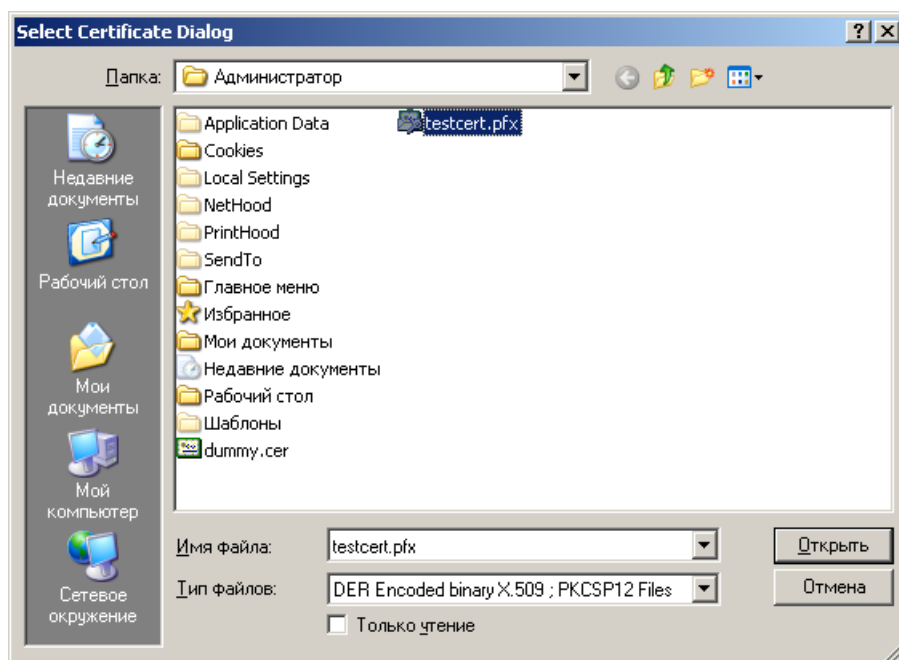 Select Certificate Dialog
Папка:
Администратор
Недавние
документы
Рабочий стол
Мои
документы
Мой
компьютер
Сетевое
окружение
Application Data
Cookies
Local Settings
NetHood
PrintHood
SendTo
Главное меню
Избранное
Мои документы
Недавние документы
Рабочий стол
Шаблоны
dummy.cer
testcert.pfx
Имя файла:
testcert.pfx
Открыть
Тип файлов:
DER Encoded binary X.509 ; PKCSP12 Files
Отмена
Только чтение